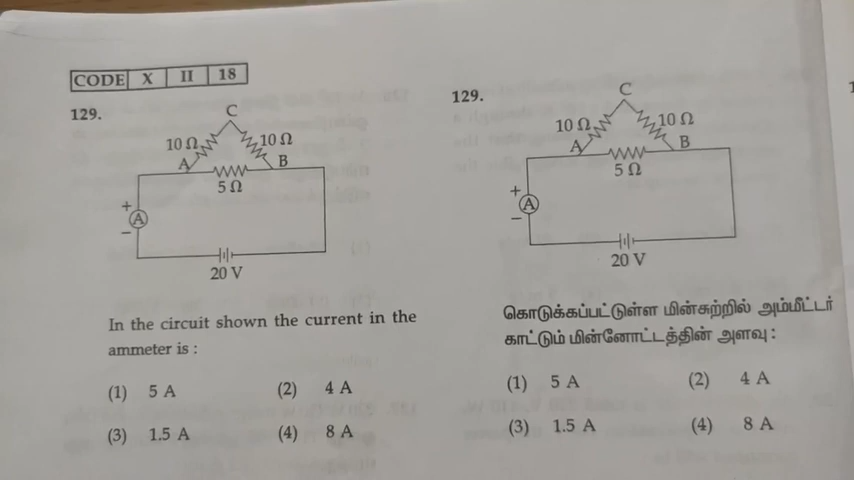 CODE X II 18
129.
C
10 Ω 10 Ω
A B
5 Ω
+
A
−
20 V
In the circuit shown the current in the
ammeter is :
(1) 5 A (2) 4 A
(3) 1.5 A (4) 8 A
129.
C
10 Ω 10 Ω
A B
5 Ω
+
A
−
20 V
கொடுக்கப்பட்டுள்ள மின்சுற்றில் அம்மீட்டர்
காட்டும் மின்னோட்டத்தின் அளவு :
(1) 5 A (2) 4 A
(3) 1.5 A (4) 8 A